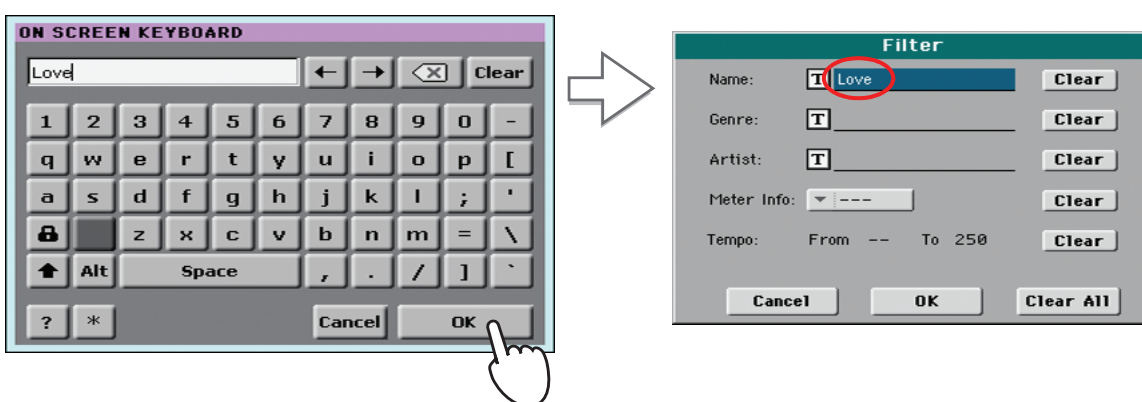 ON SCREEN KEYBOARD
Love
← → ⌫ Clear
1 2 3 4 5 6 7 8 9 0 -
q w e r t y u i o p [
a s d f g h j k l ; '
z x c v b n m = \
Alt Space , . / ] `
? * Cancel OK
Filter
Name: T Love Clear
Genre: T Clear
Artist: T Clear
Meter Info: --- Clear
Tempo: From -- To 250 Clear
Cancel OK Clear All